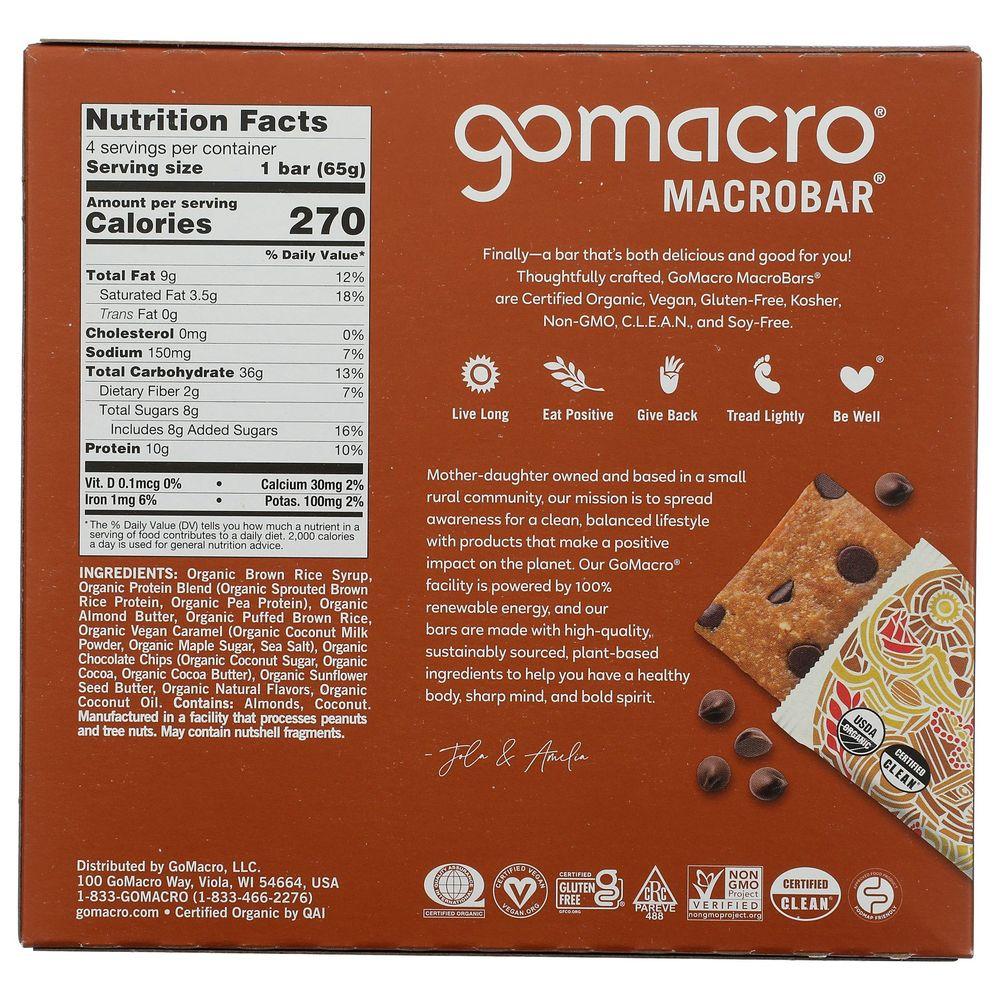 Nutrition Facts
4 servings per container
Serving size 1 bar (65g)
Amount per serving
Calories 270
% Daily Value*
Total Fat 9g 12%
Saturated Fat 3.5g 18%
Trans Fat 0g
Cholesterol 0mg 0%
Sodium 150mg 7%
Total Carbohydrate 36g 13%
Dietary Fiber 2g 7%
Total Sugars 8g
Includes 8g Added Sugars 16%
Protein 10g 10%
Vit. D 0.1mcg 0% • Calcium 30mg 2%
Iron 1mg 6% • Potas. 100mg 2%
*The % Daily Value (DV) tells you how much a nutrient in a
serving of food contributes to a daily diet. 2,000 calories
a day is used for general nutrition advice.
INGREDIENTS: Organic Brown Rice Syrup,
Organic Protein Blend (Organic Sprouted Brown
Rice Protein, Organic Pea Protein), Organic
Almond Butter, Organic Puffed Brown Rice,
Organic Vegan Caramel (Organic Coconut Milk
Powder, Organic Maple Sugar, Sea Salt), Organic
Chocolate Chips (Organic Coconut Sugar, Organic
Cocoa, Organic Cocoa Butter), Organic Sunflower
Seed Butter, Organic Natural Flavors, Organic
Coconut Oil. Contains: Almonds, Coconut.
Manufactured in a facility that processes peanuts
and tree nuts. May contain nutshell fragments.
Distributed by GoMacro, LLC.
100 GoMacro Way, Viola, WI 54664, USA
1-833-GOMACRO (1-833-466-2276)
gomacro.com • Certified Organic by QAI
gomacro®
MACROBAR®
Finally—a bar that's both delicious and good for you!
Thoughtfully crafted, GoMacro MacroBars®
are Certified Organic, Vegan, Gluten-Free, Kosher,
Non-GMO, C.L.E.A.N., and Soy-Free.
®
Live Long Eat Positive Give Back Tread Lightly Be Well
Mother-daughter owned and based in a small
rural community, our mission is to spread
awareness for a clean, balanced lifestyle
with products that make a positive
impact on the planet. Our GoMacro®
facility is powered by 100%
renewable energy, and our
bars are made with high-quality,
sustainably sourced, plant-based
ingredients to help you have a healthy
body, sharp mind, and bold spirit.
- Jola & Amelia
USDA
ORGANIC
CERTIFIED
CLEAN
QUALITY ASSURANCE
INTERNATIONAL
CERTIFIED ORGANIC
CERTIFIED VEGAN
VEGAN.ORG
CERTIFIED
GLUTEN
FREE
GFCO.ORG
CRC
PAREVE
488
NON
GMO
Project
VERIFIED
nongmoproject.org
CERTIFIED
CLEAN
FODMAP FRIENDLY